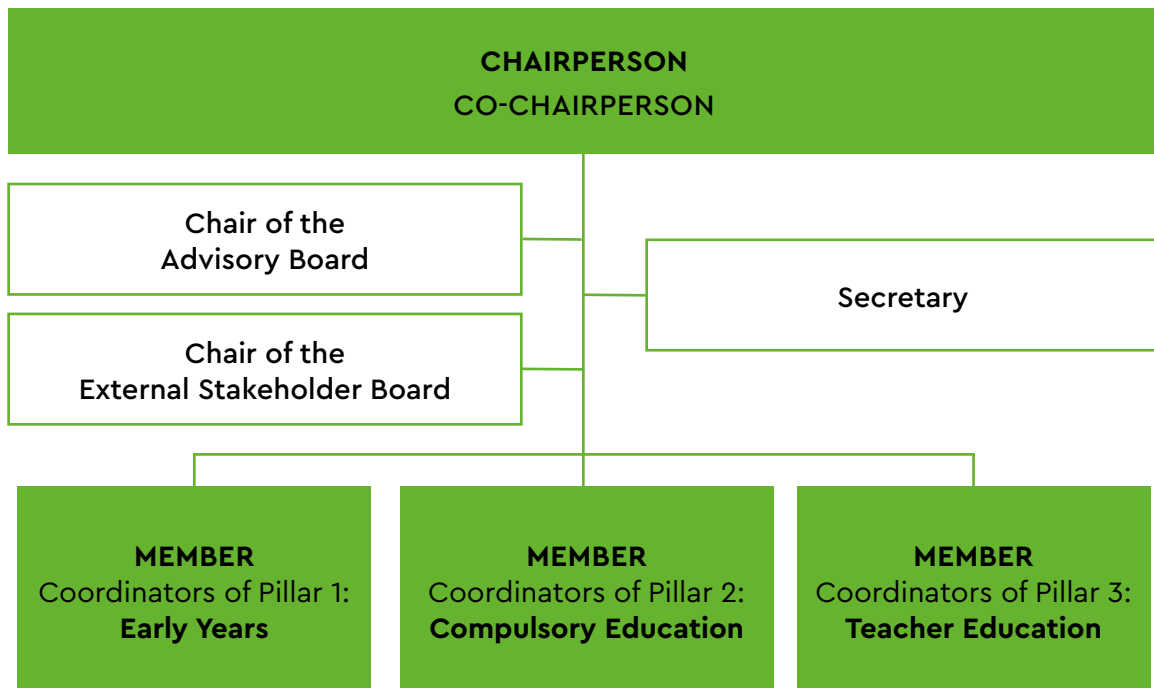 CHAIRPERSON
CO-CHAIRPERSON
Chair of the
Advisory Board
Secretary
Chair of the
External Stakeholder Board
MEMBER
Coordinators of Pillar 1:
Early Years
MEMBER
Coordinators of Pillar 2:
Compulsory Education
MEMBER
Coordinators of Pillar 3:
Teacher Education